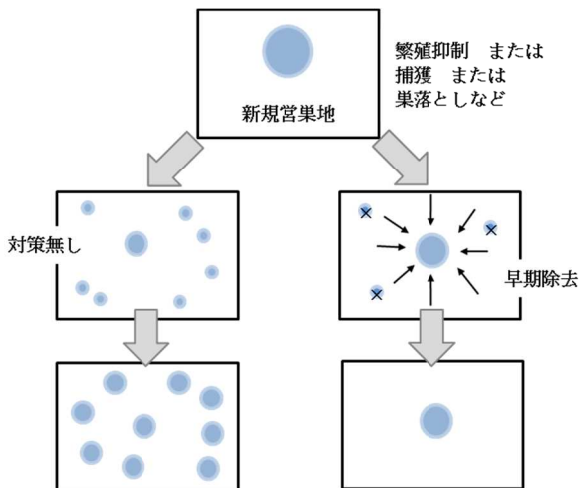 繁殖抑制　または
捕獲　または
巣落としなど
新規営巣地
対策無し
早期除去